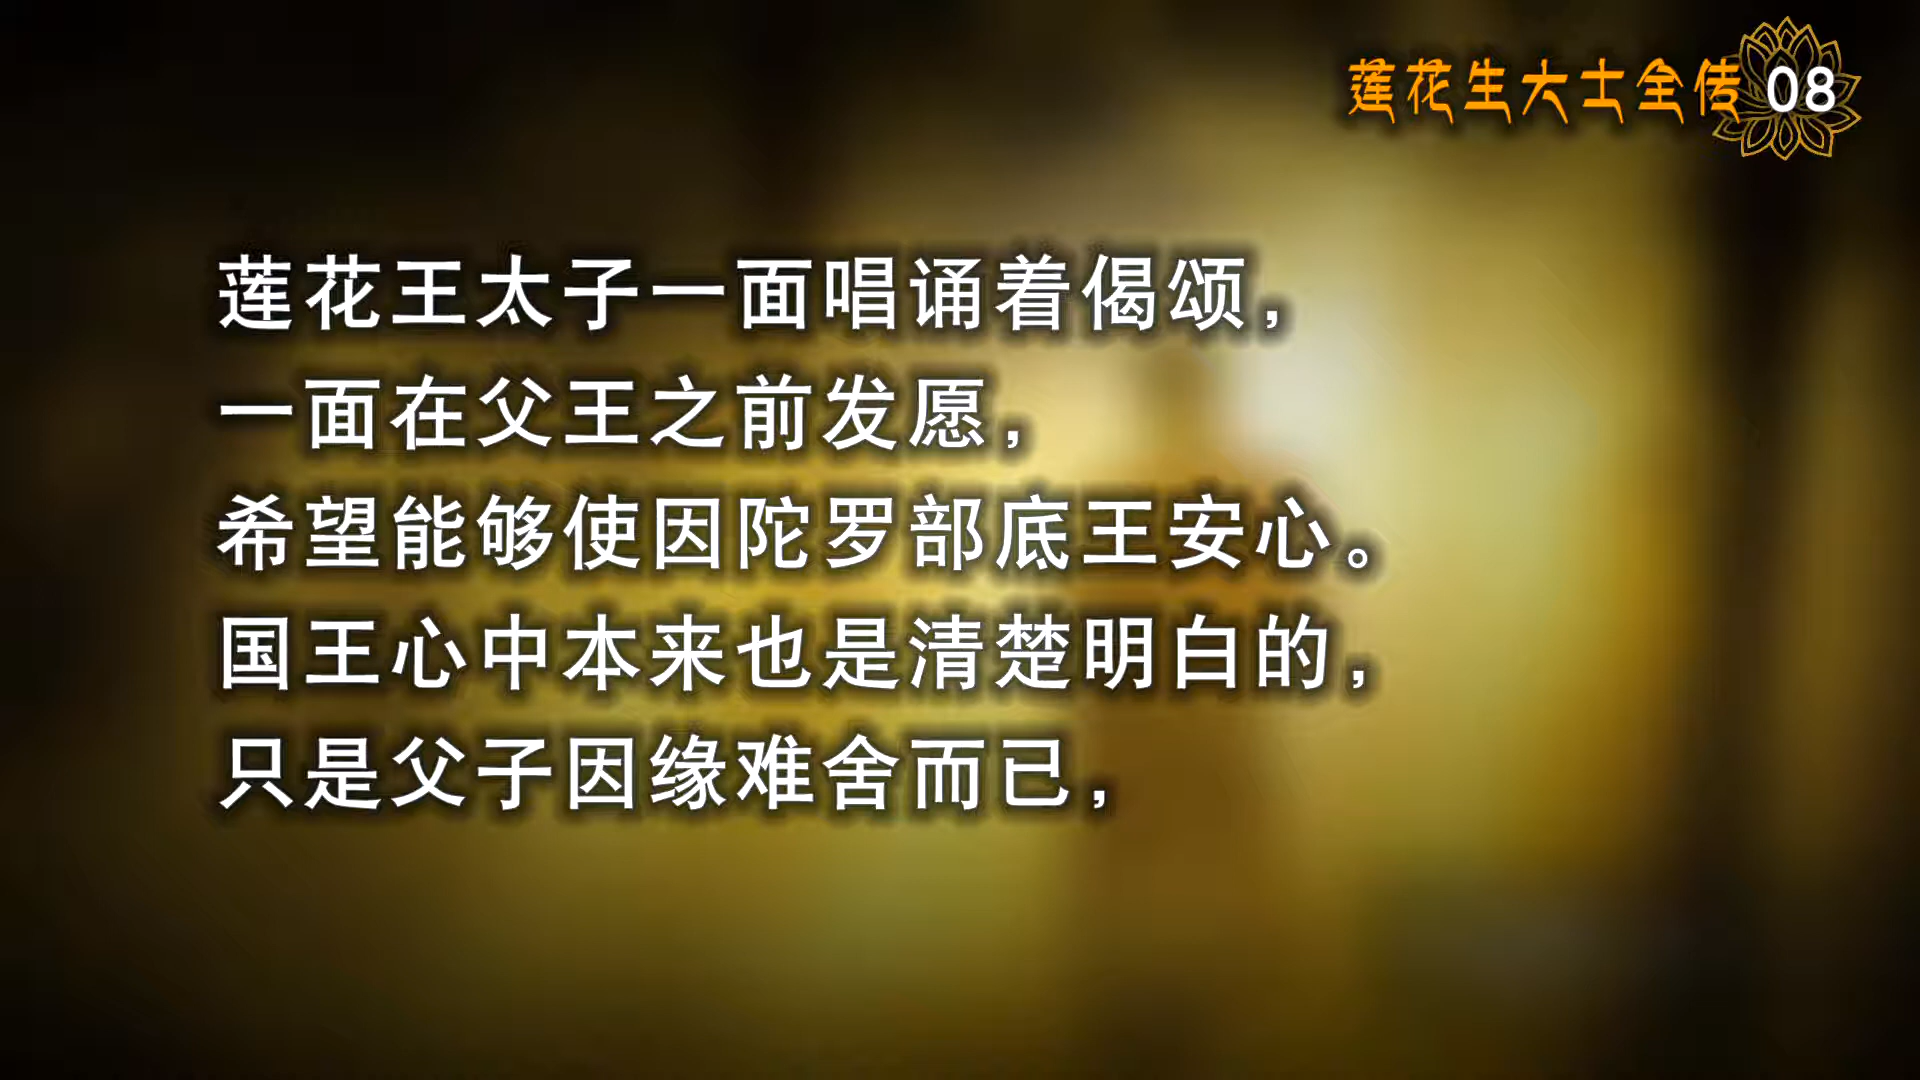 莲花生大士全传 08
莲花王太子一面唱诵着偈颂，
一面在父王之前发愿，
希望能够使因陀罗部底王安心。
国王心中本来也是清楚明白的，
只是父子因缘难舍而已，